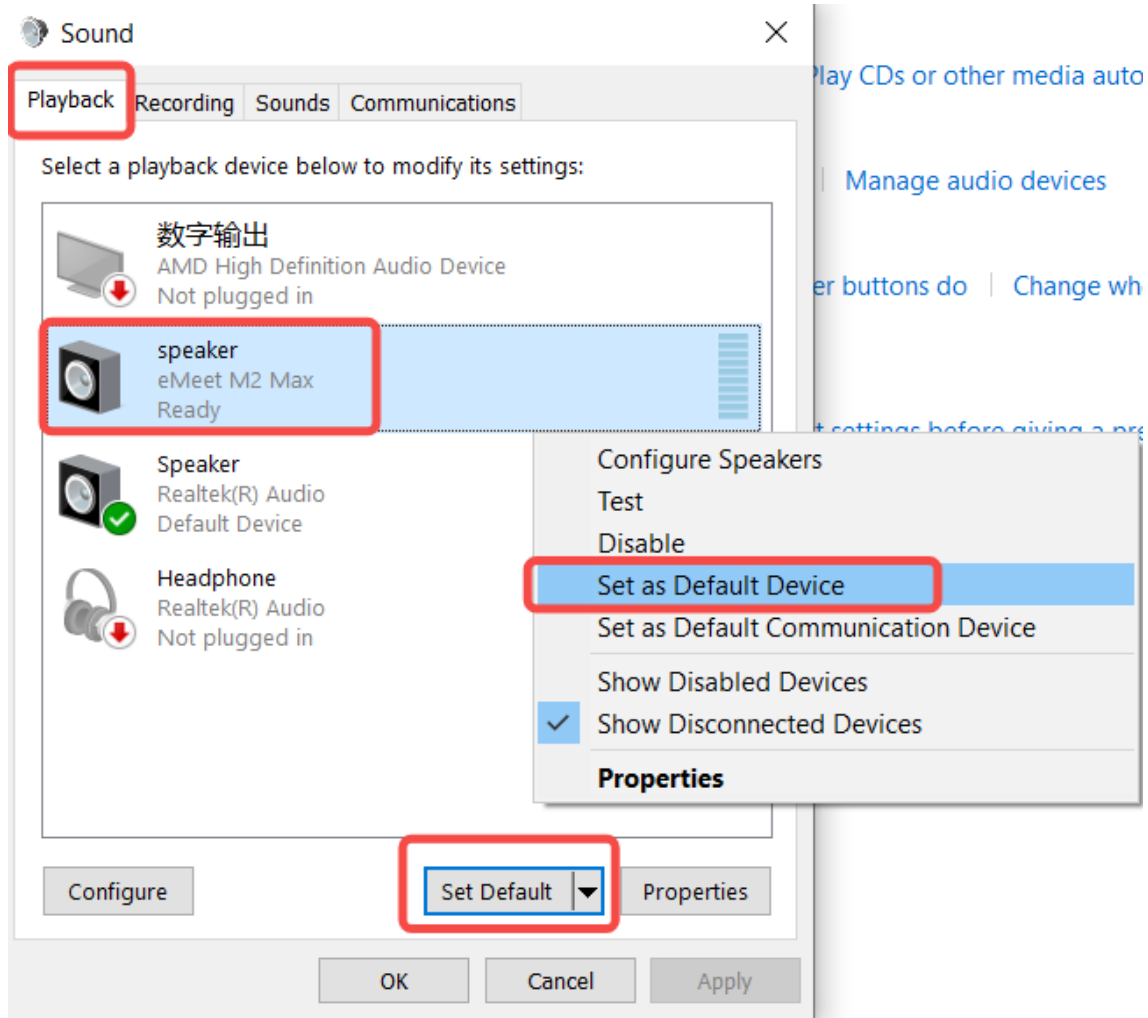 Sound
Playback
Recording
Sounds
Communications
Select a playback device below to modify its settings:
数字输出
AMD High Definition Audio Device
Not plugged in
speaker
eMeet M2 Max
Ready
Speaker
Realtek(R) Audio
Default Device
Headphone
Realtek(R) Audio
Not plugged in
Configure
Set Default
Properties
OK
Cancel
Apply
Configure Speakers
Test
Disable
Set as Default Device
Set as Default Communication Device
Show Disabled Devices
Show Disconnected Devices
Properties
Play CDs or other media auto
Manage audio devices
er buttons do
Change wh
t settings before giving a pre